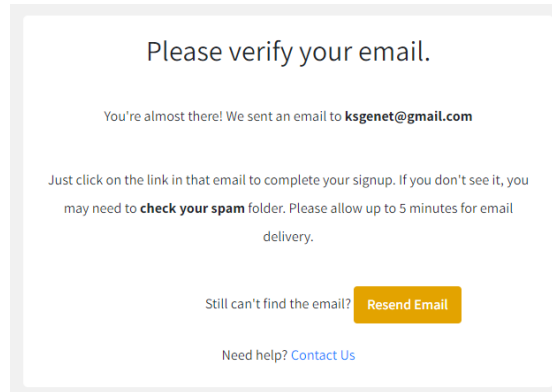 Please verify your email.
You're almost there! We sent an email to ksgenet@gmail.com
Just click on the link in that email to complete your signup. If you don't see it, you
may need to check your spam folder. Please allow up to 5 minutes for email
delivery.
Still can't find the email? Resend Email
Need help? Contact Us